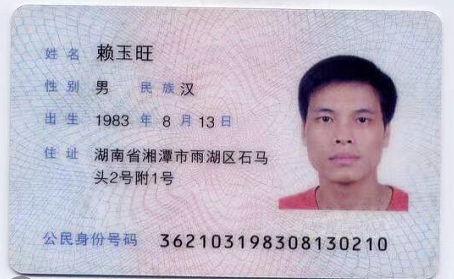 姓名 赖玉旺
性别 男 民族 汉
出生 1983 年 8 月 13 日
住址 湖南省湘潭市雨湖区石马
头2号附1号
公民身份号码 362103198308130210